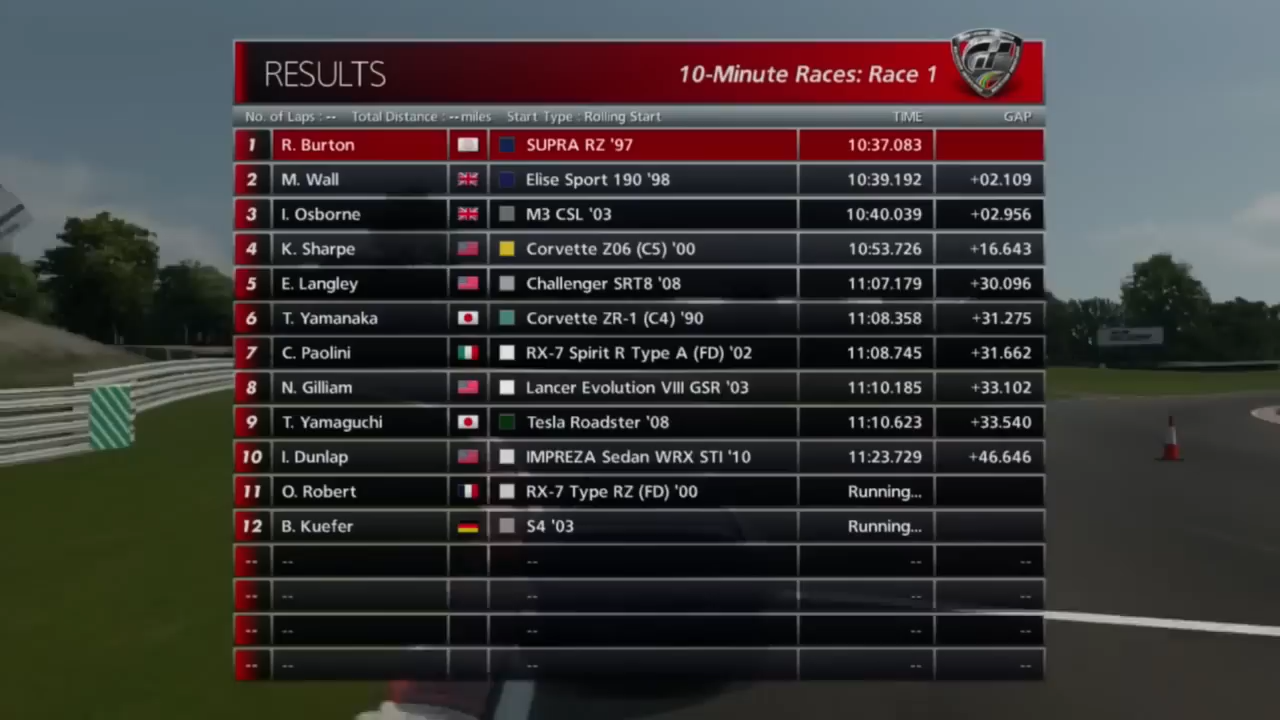 RESULTS 10-Minute Races: Race 1
No. of Laps : -- Total Distance : -- miles Start Type : Rolling Start TIME GAP
1 R. Burton SUPRA RZ '97 10:37.083
2 M. Wall Elise Sport 190 '98 10:39.192 +02.109
3 I. Osborne M3 CSL '03 10:40.039 +02.956
4 K. Sharpe Corvette Z06 (C5) '00 10:53.726 +16.643
5 E. Langley Challenger SRT8 '08 11:07.179 +30.096
6 T. Yamanaka Corvette ZR-1 (C4) '90 11:08.358 +31.275
7 C. Paolini RX-7 Spirit R Type A (FD) '02 11:08.745 +31.662
8 N. Gilliam Lancer Evolution VIII GSR '03 11:10.185 +33.102
9 T. Yamaguchi Tesla Roadster '08 11:10.623 +33.540
10 I. Dunlap IMPREZA Sedan WRX STI '10 11:23.729 +46.646
11 O. Robert RX-7 Type RZ (FD) '00 Running...
12 B. Kuefer S4 '03 Running...
-- -- -- -- --
-- -- -- -- --
-- -- -- -- --
-- -- -- -- --